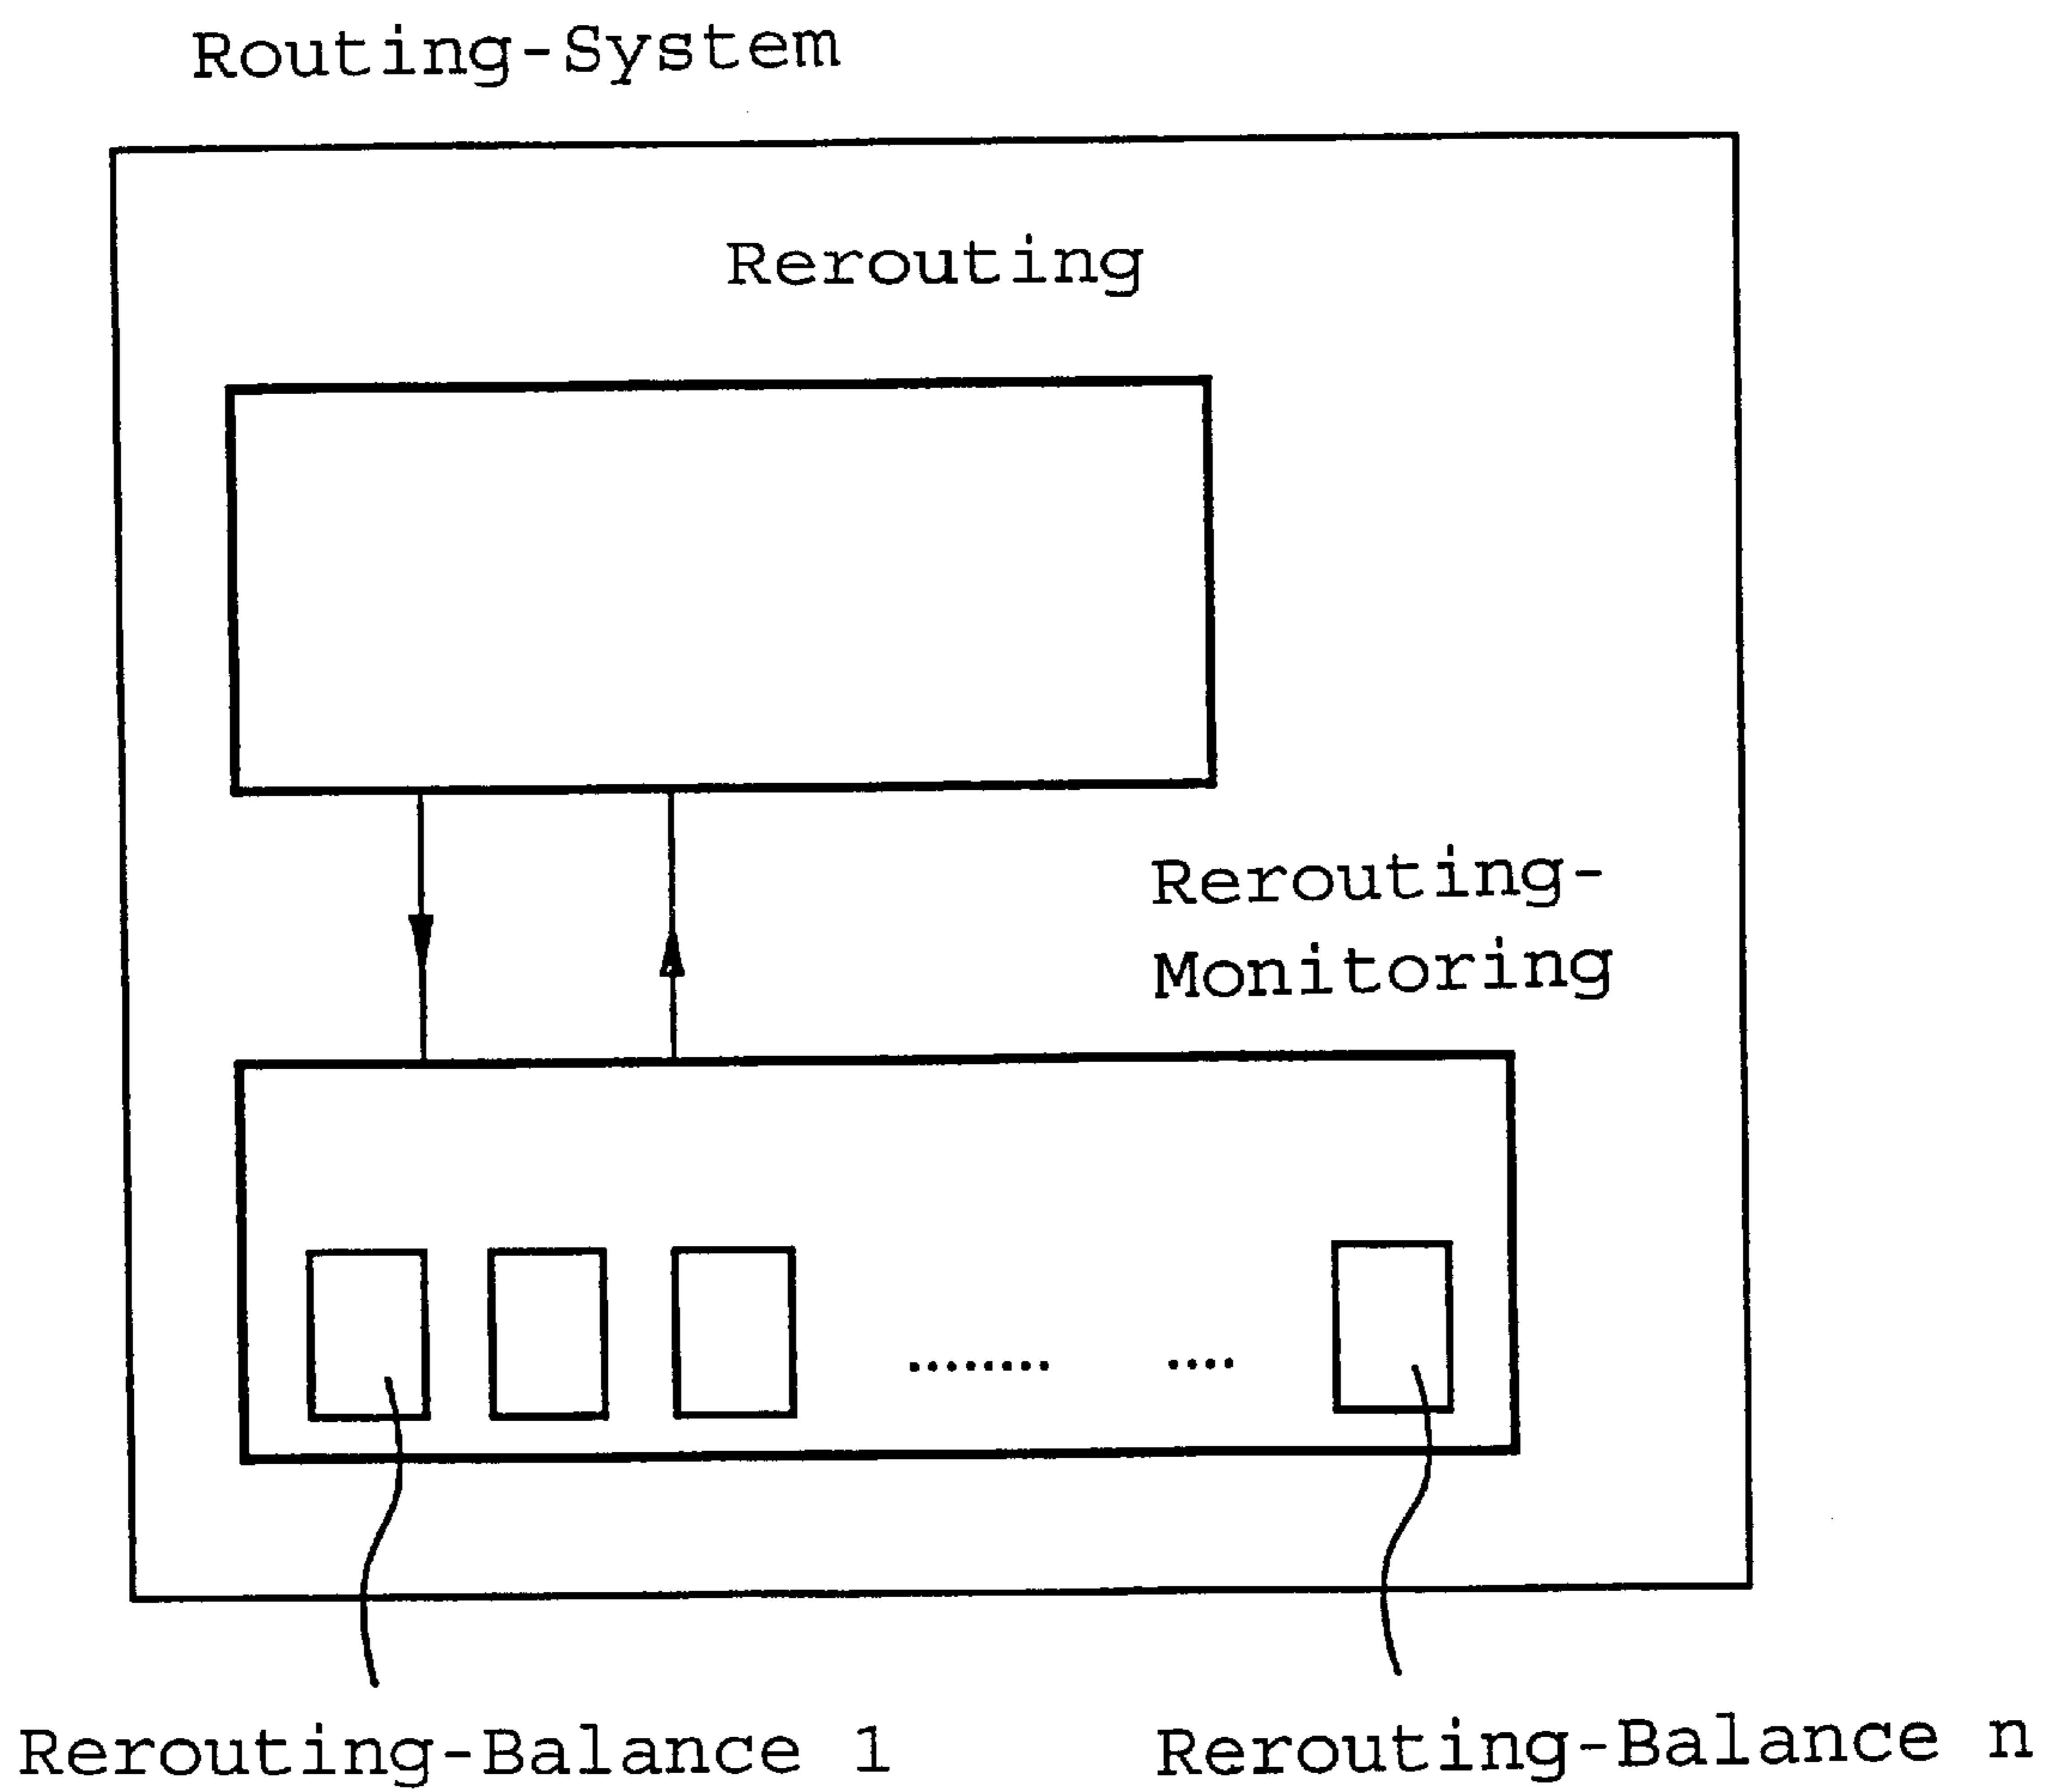 Routing-System
Rerouting
Rerouting-
Monitoring
........ ....
Rerouting-Balance 1
Rerouting-Balance n